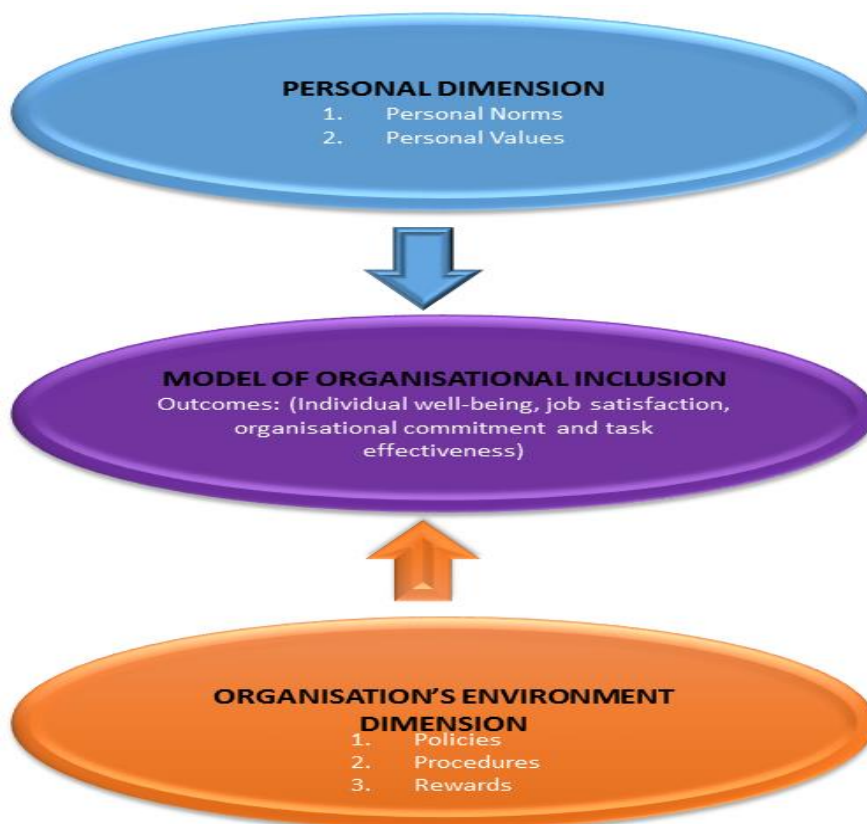 PERSONAL DIMENSION
1. Personal Norms
2. Personal Values
MODEL OF ORGANISATIONAL INCLUSION
Outcomes: (Individual well-being, job satisfaction,
organisational commitment and task
effectiveness)
ORGANISATION'S ENVIRONMENT
DIMENSION
1. Policies
2. Procedures
3. Rewards